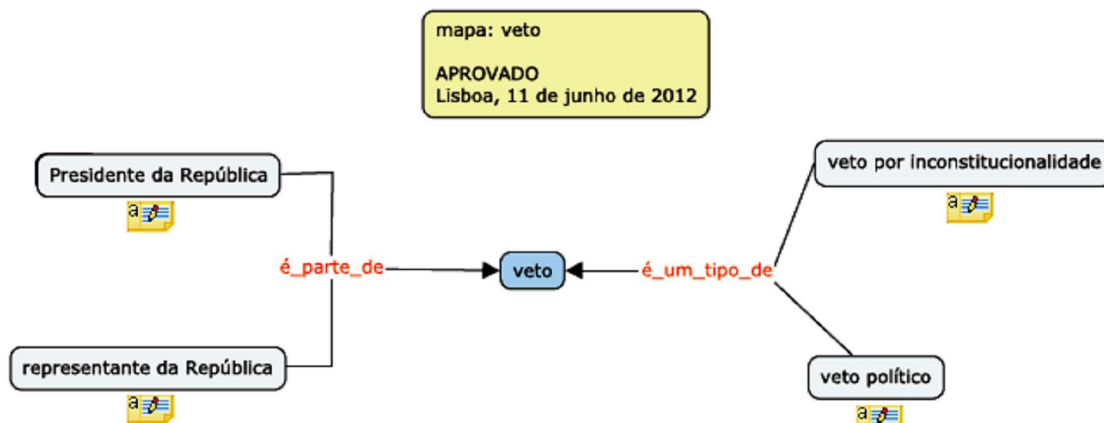 mapa: veto
APROVADO
Lisboa, 11 de junho de 2012
Presidente da República
a
veto por inconstitucionalidade
a
é_parte_de
veto
é_um_tipo_de
representante da República
a
veto político
a